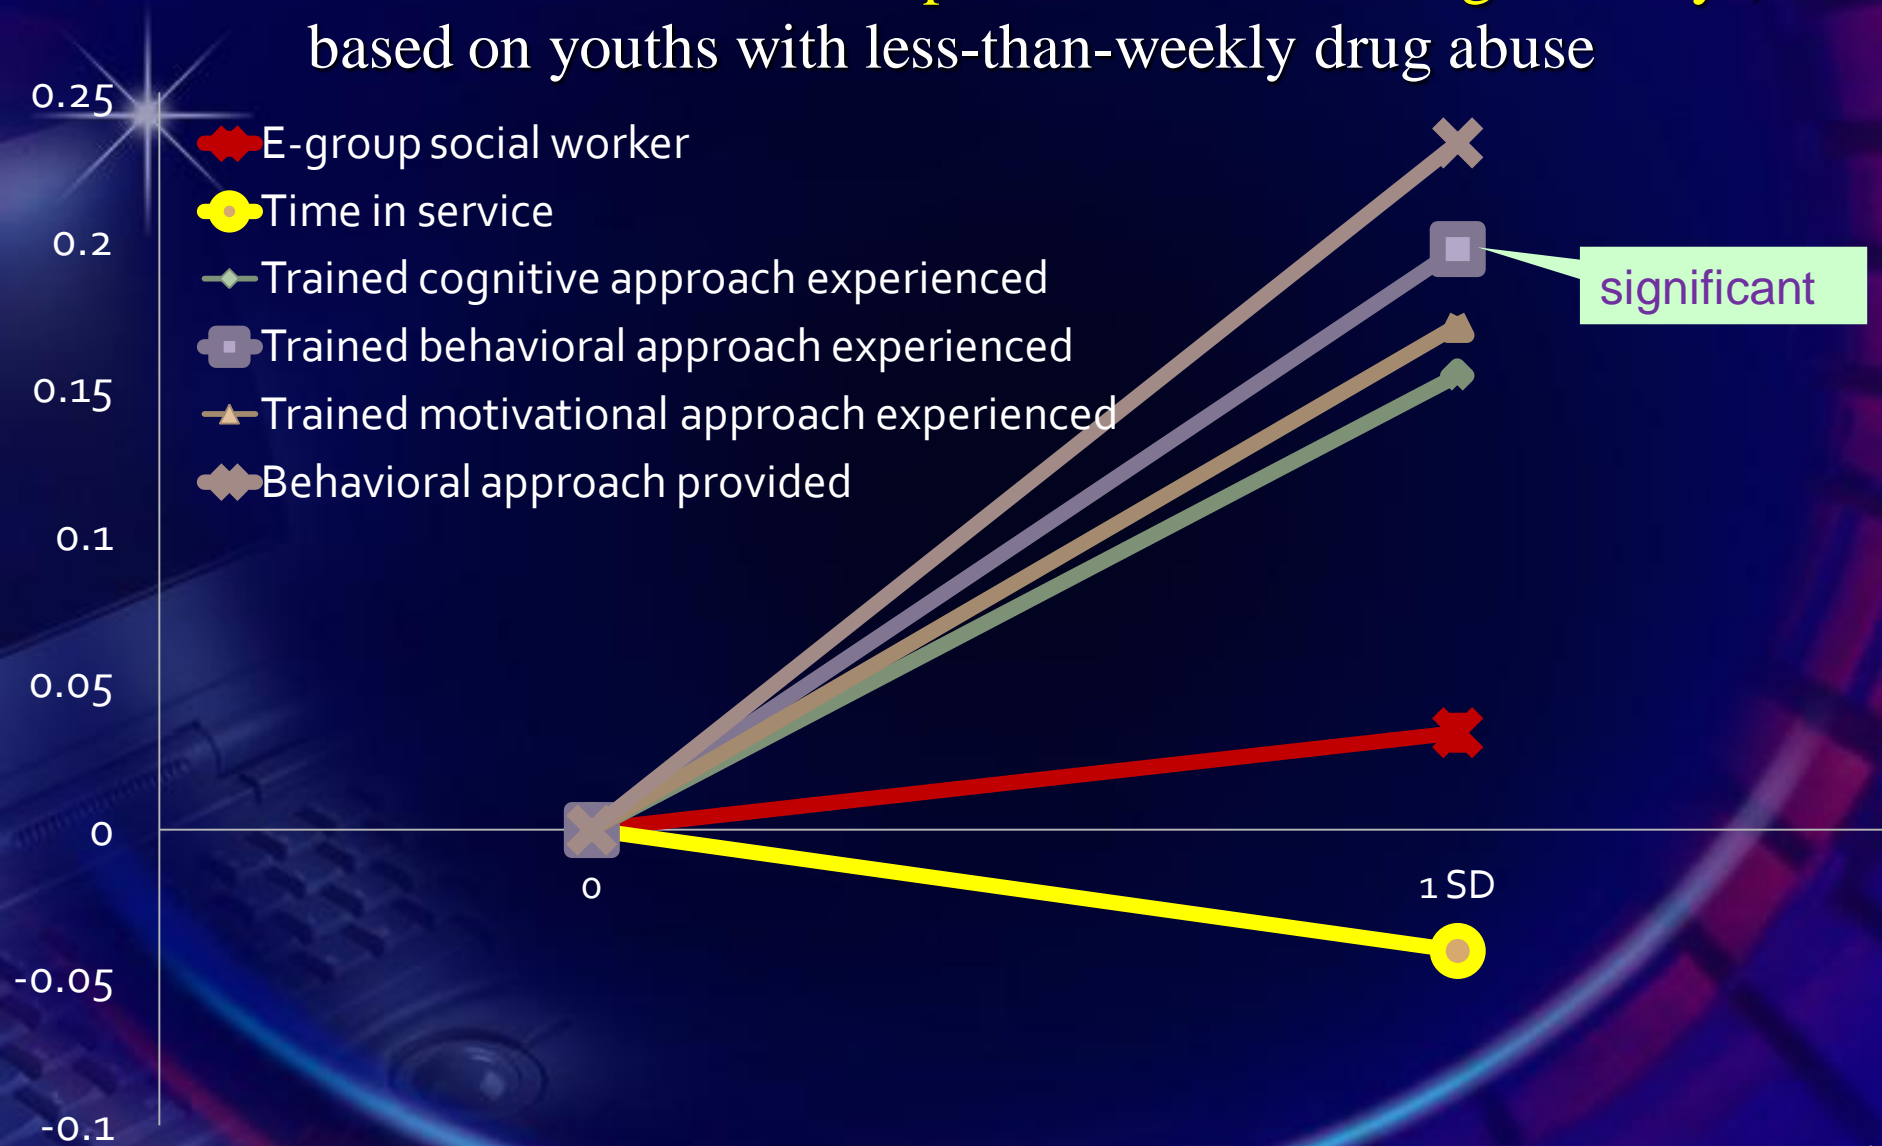 based on youths with less-than-weekly drug abuse
0.25
E-group social worker
Time in service
0.2
Trained cognitive approach experienced
significant
Trained behavioral approach experienced
0.15
Trained motivational approach experienced
Behavioral approach provided
0.1
0.05
0
0
1 SD
-0.05
-0.1